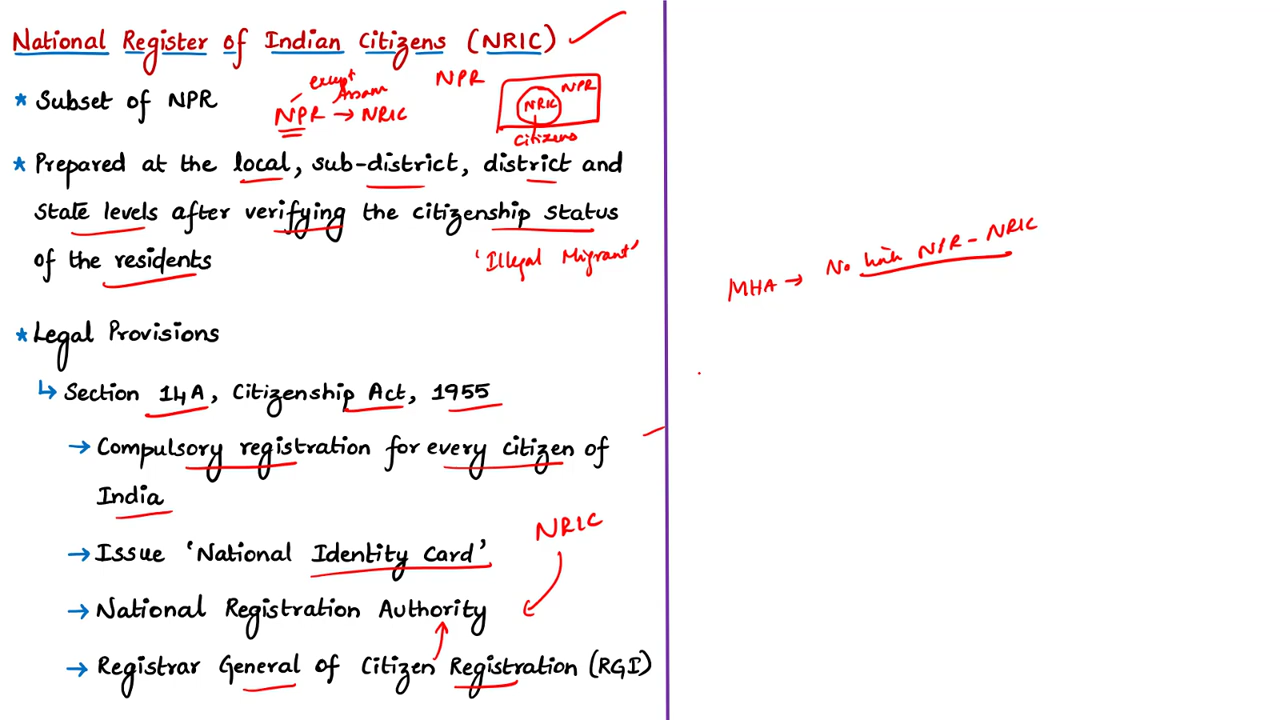 National Register of Indian Citizens (NRIC)
* Subset of NPR
except
Assam
NPR → NRIC
NPR
NRIC
NPR
Citizens
* Prepared at the local, sub-district, district and
state levels after verifying the citizenship status
of the residents
'Illegal Migrant'
* Legal Provisions
↳ Section 14A, Citizenship Act, 1955
→ Compulsory registration for every citizen of
India
→ Issue 'National Identity Card'
→ National Registration Authority
NRIC
→ Registrar General of Citizen Registration (RGI)
MHA → No link NPR - NRIC